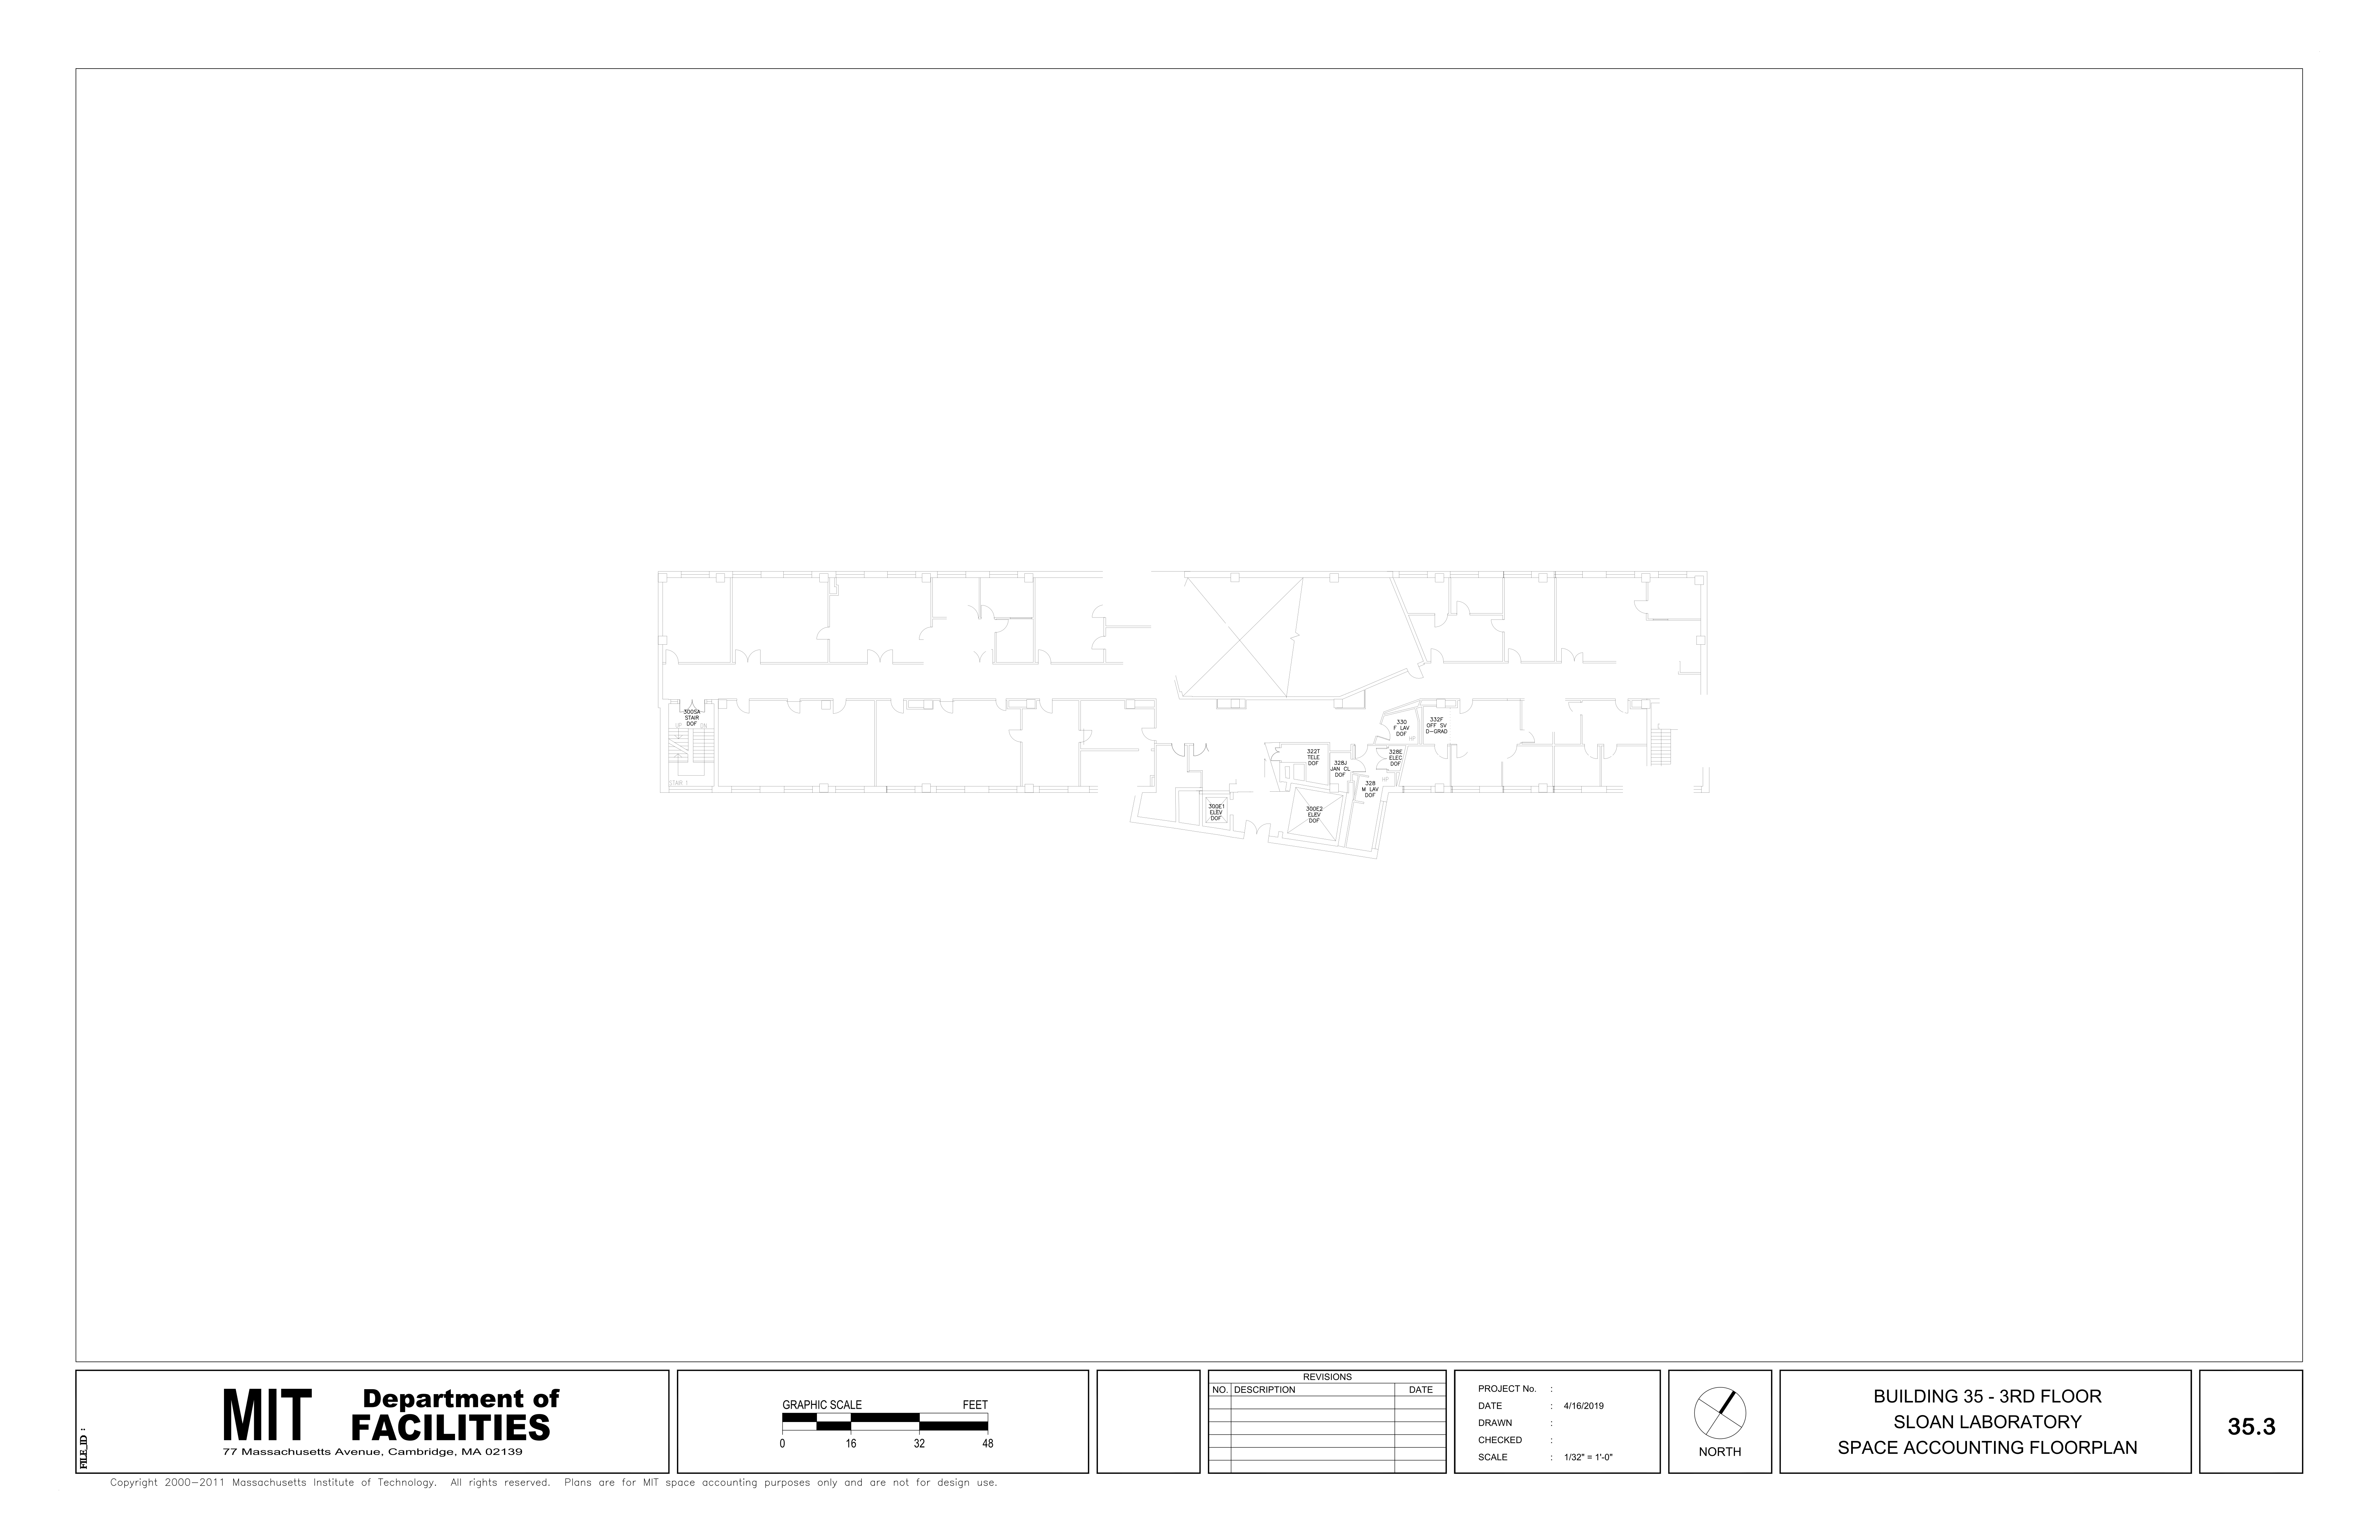 300SA
STAIR
DOF
UP DN
STAIR 1
330
F LAV
DOF
HP
332F
OFF SV
D-GRAD
322T
TELE
DOF
328J
JAN CL
DOF
328E
ELEC
DOF
328
M LAV
DOF
HP
300E1
ELEV
DOF
300E2
ELEV
DOF
FILE_ID :
MIT Department of
FACILITIES
77 Massachusetts Avenue, Cambridge, MA 02139
GRAPHIC SCALE FEET
0 16 32 48
REVISIONS
NO. DESCRIPTION DATE
PROJECT No. :
DATE : 4/16/2019
DRAWN :
CHECKED :
SCALE : 1/32" = 1'-0"
NORTH
BUILDING 35 - 3RD FLOOR
SLOAN LABORATORY
SPACE ACCOUNTING FLOORPLAN
35.3
Copyright 2000-2011 Massachusetts Institute of Technology. All rights reserved. Plans are for MIT space accounting purposes only and are not for design use.